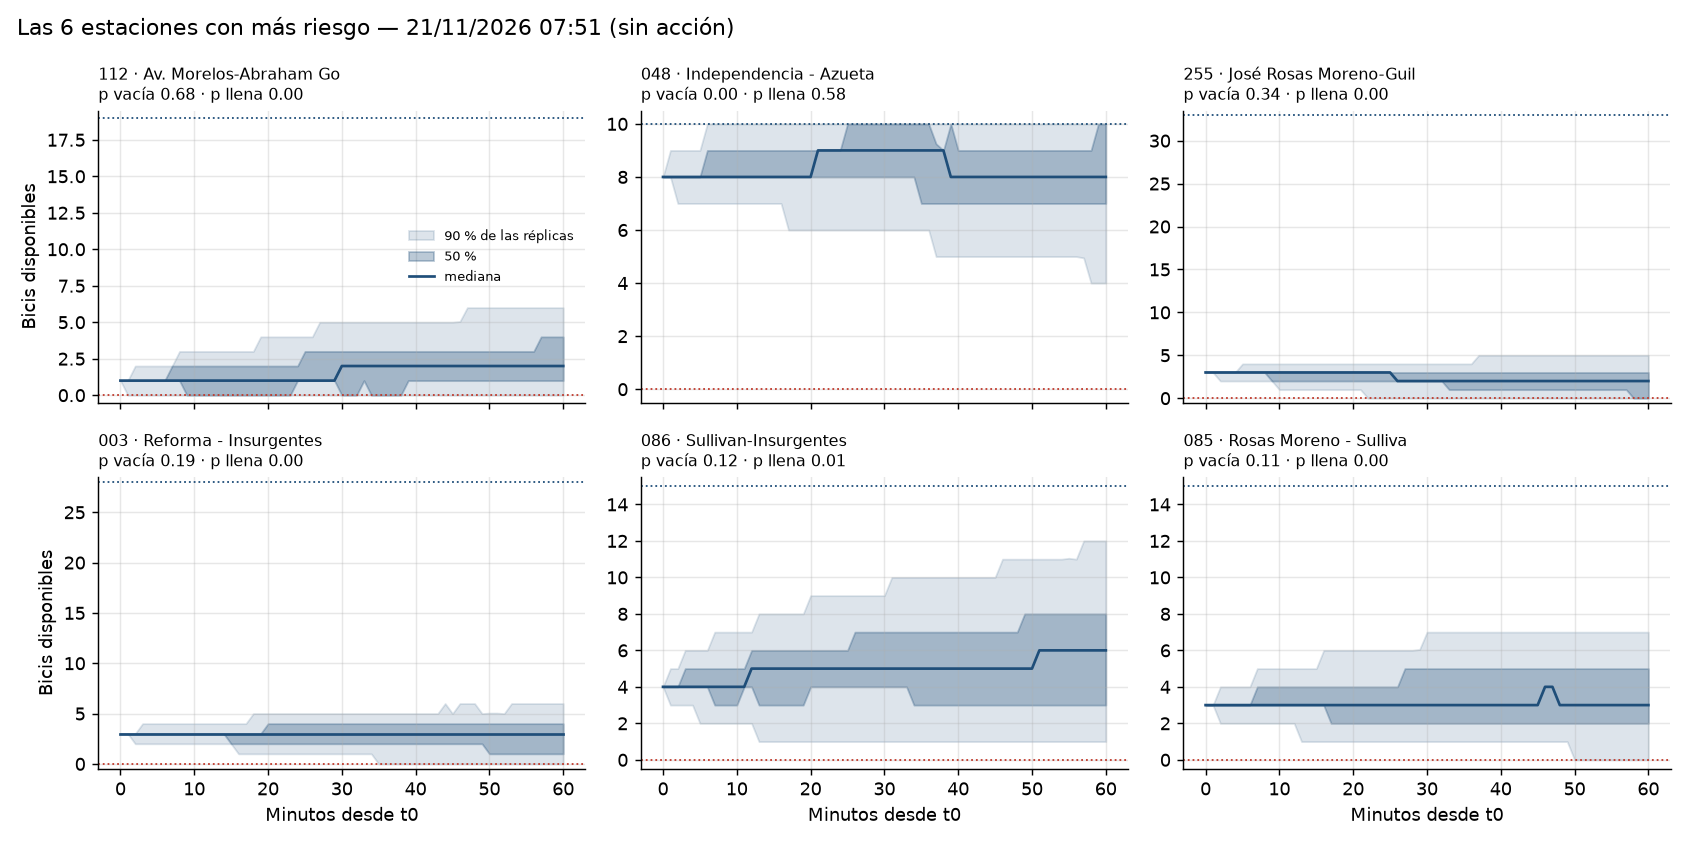 Las 6 estaciones con más riesgo — 21/11/2026 07:51 (sin acción)
112 · Av. Morelos-Abraham Go
p vacía 0.68 · p llena 0.00
Bicis disponibles
17.5
15.0
12.5
10.0
7.5
5.0
2.5
0.0
90 % de las réplicas
50 %
mediana
048 · Independencia - Azueta
p vacía 0.00 · p llena 0.58
10
8
6
4
2
0
255 · José Rosas Moreno-Guil
p vacía 0.34 · p llena 0.00
30
25
20
15
10
5
0
003 · Reforma - Insurgentes
p vacía 0.19 · p llena 0.00
Bicis disponibles
25
20
15
10
5
0
0 10 20 30 40 50 60
Minutos desde t0
086 · Sullivan-Insurgentes
p vacía 0.12 · p llena 0.01
14
12
10
8
6
4
2
0
0 10 20 30 40 50 60
Minutos desde t0
085 · Rosas Moreno - Sulliva
p vacía 0.11 · p llena 0.00
14
12
10
8
6
4
2
0
0 10 20 30 40 50 60
Minutos desde t0